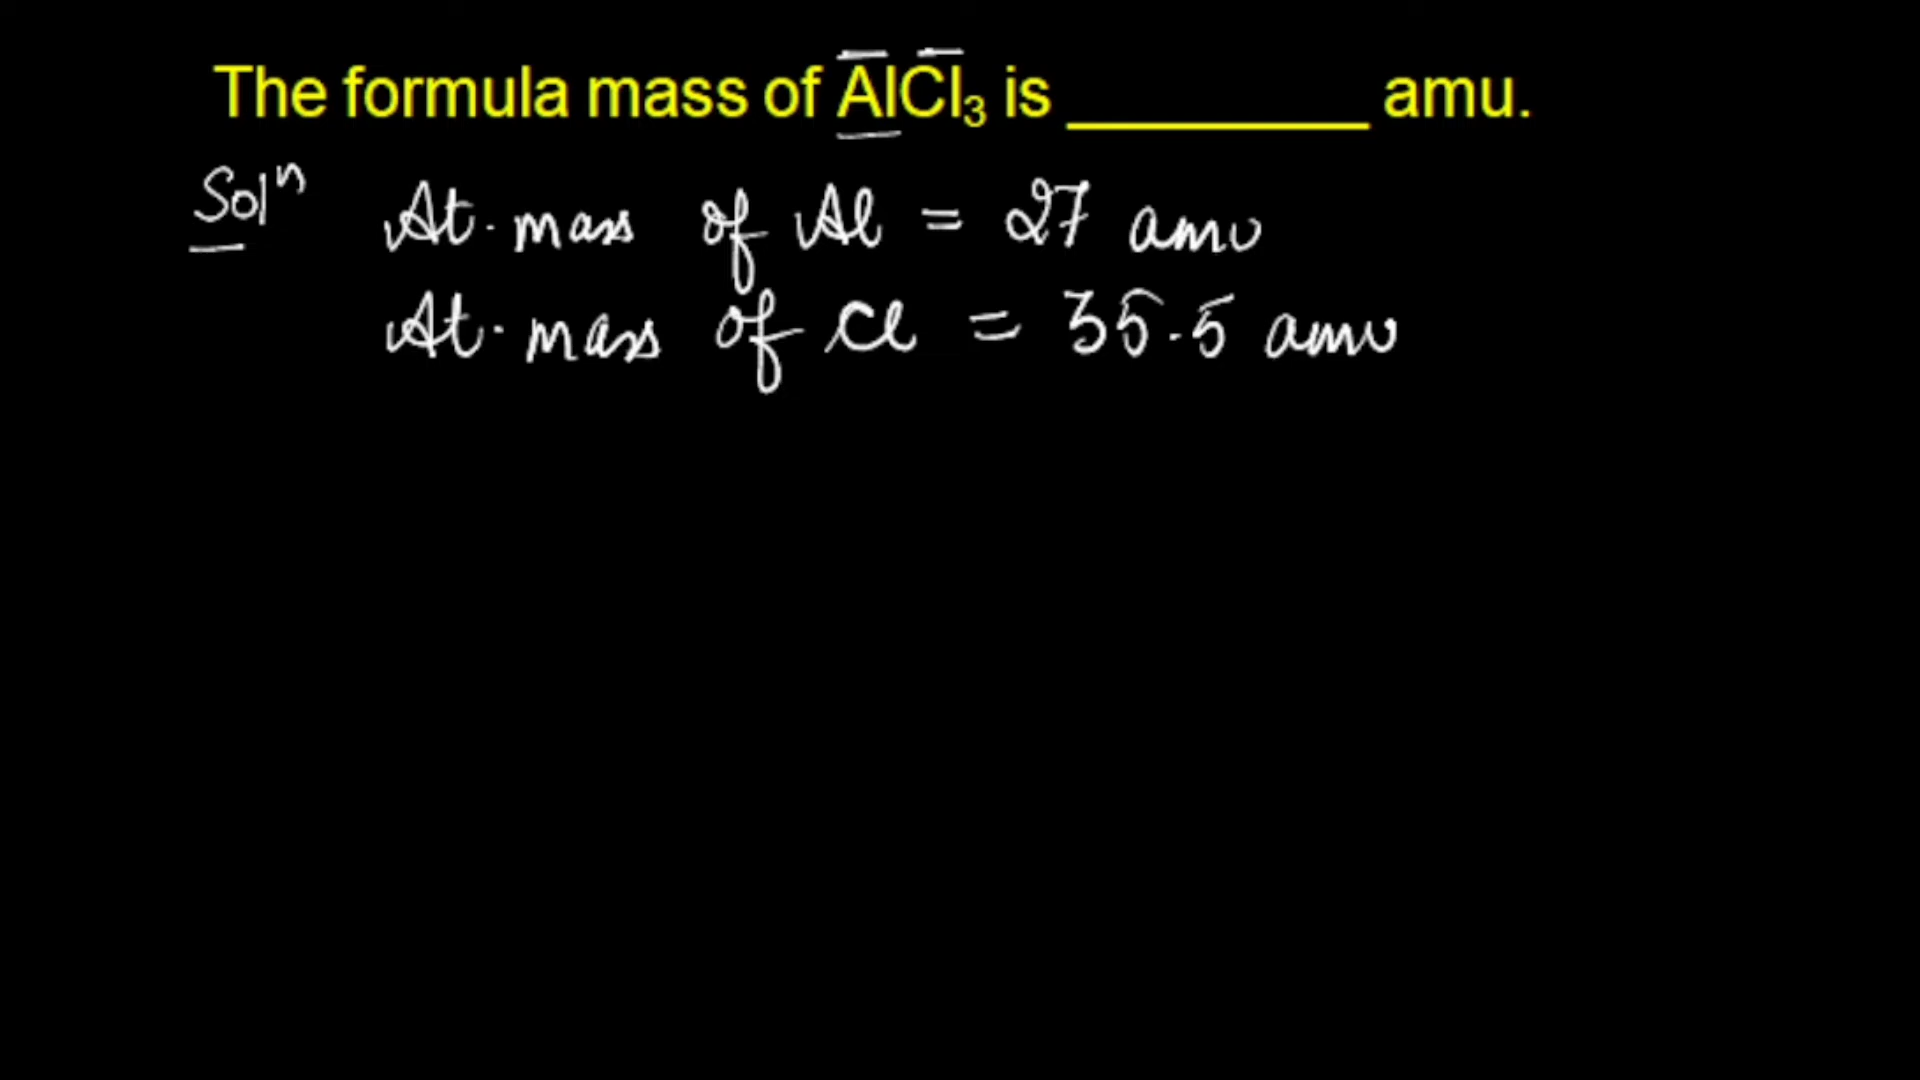 The formula mass of AlCl₃ is ________ amu.
Solⁿ At. mass of Al = 27 amu
At. mass of Cl = 35.5 amu